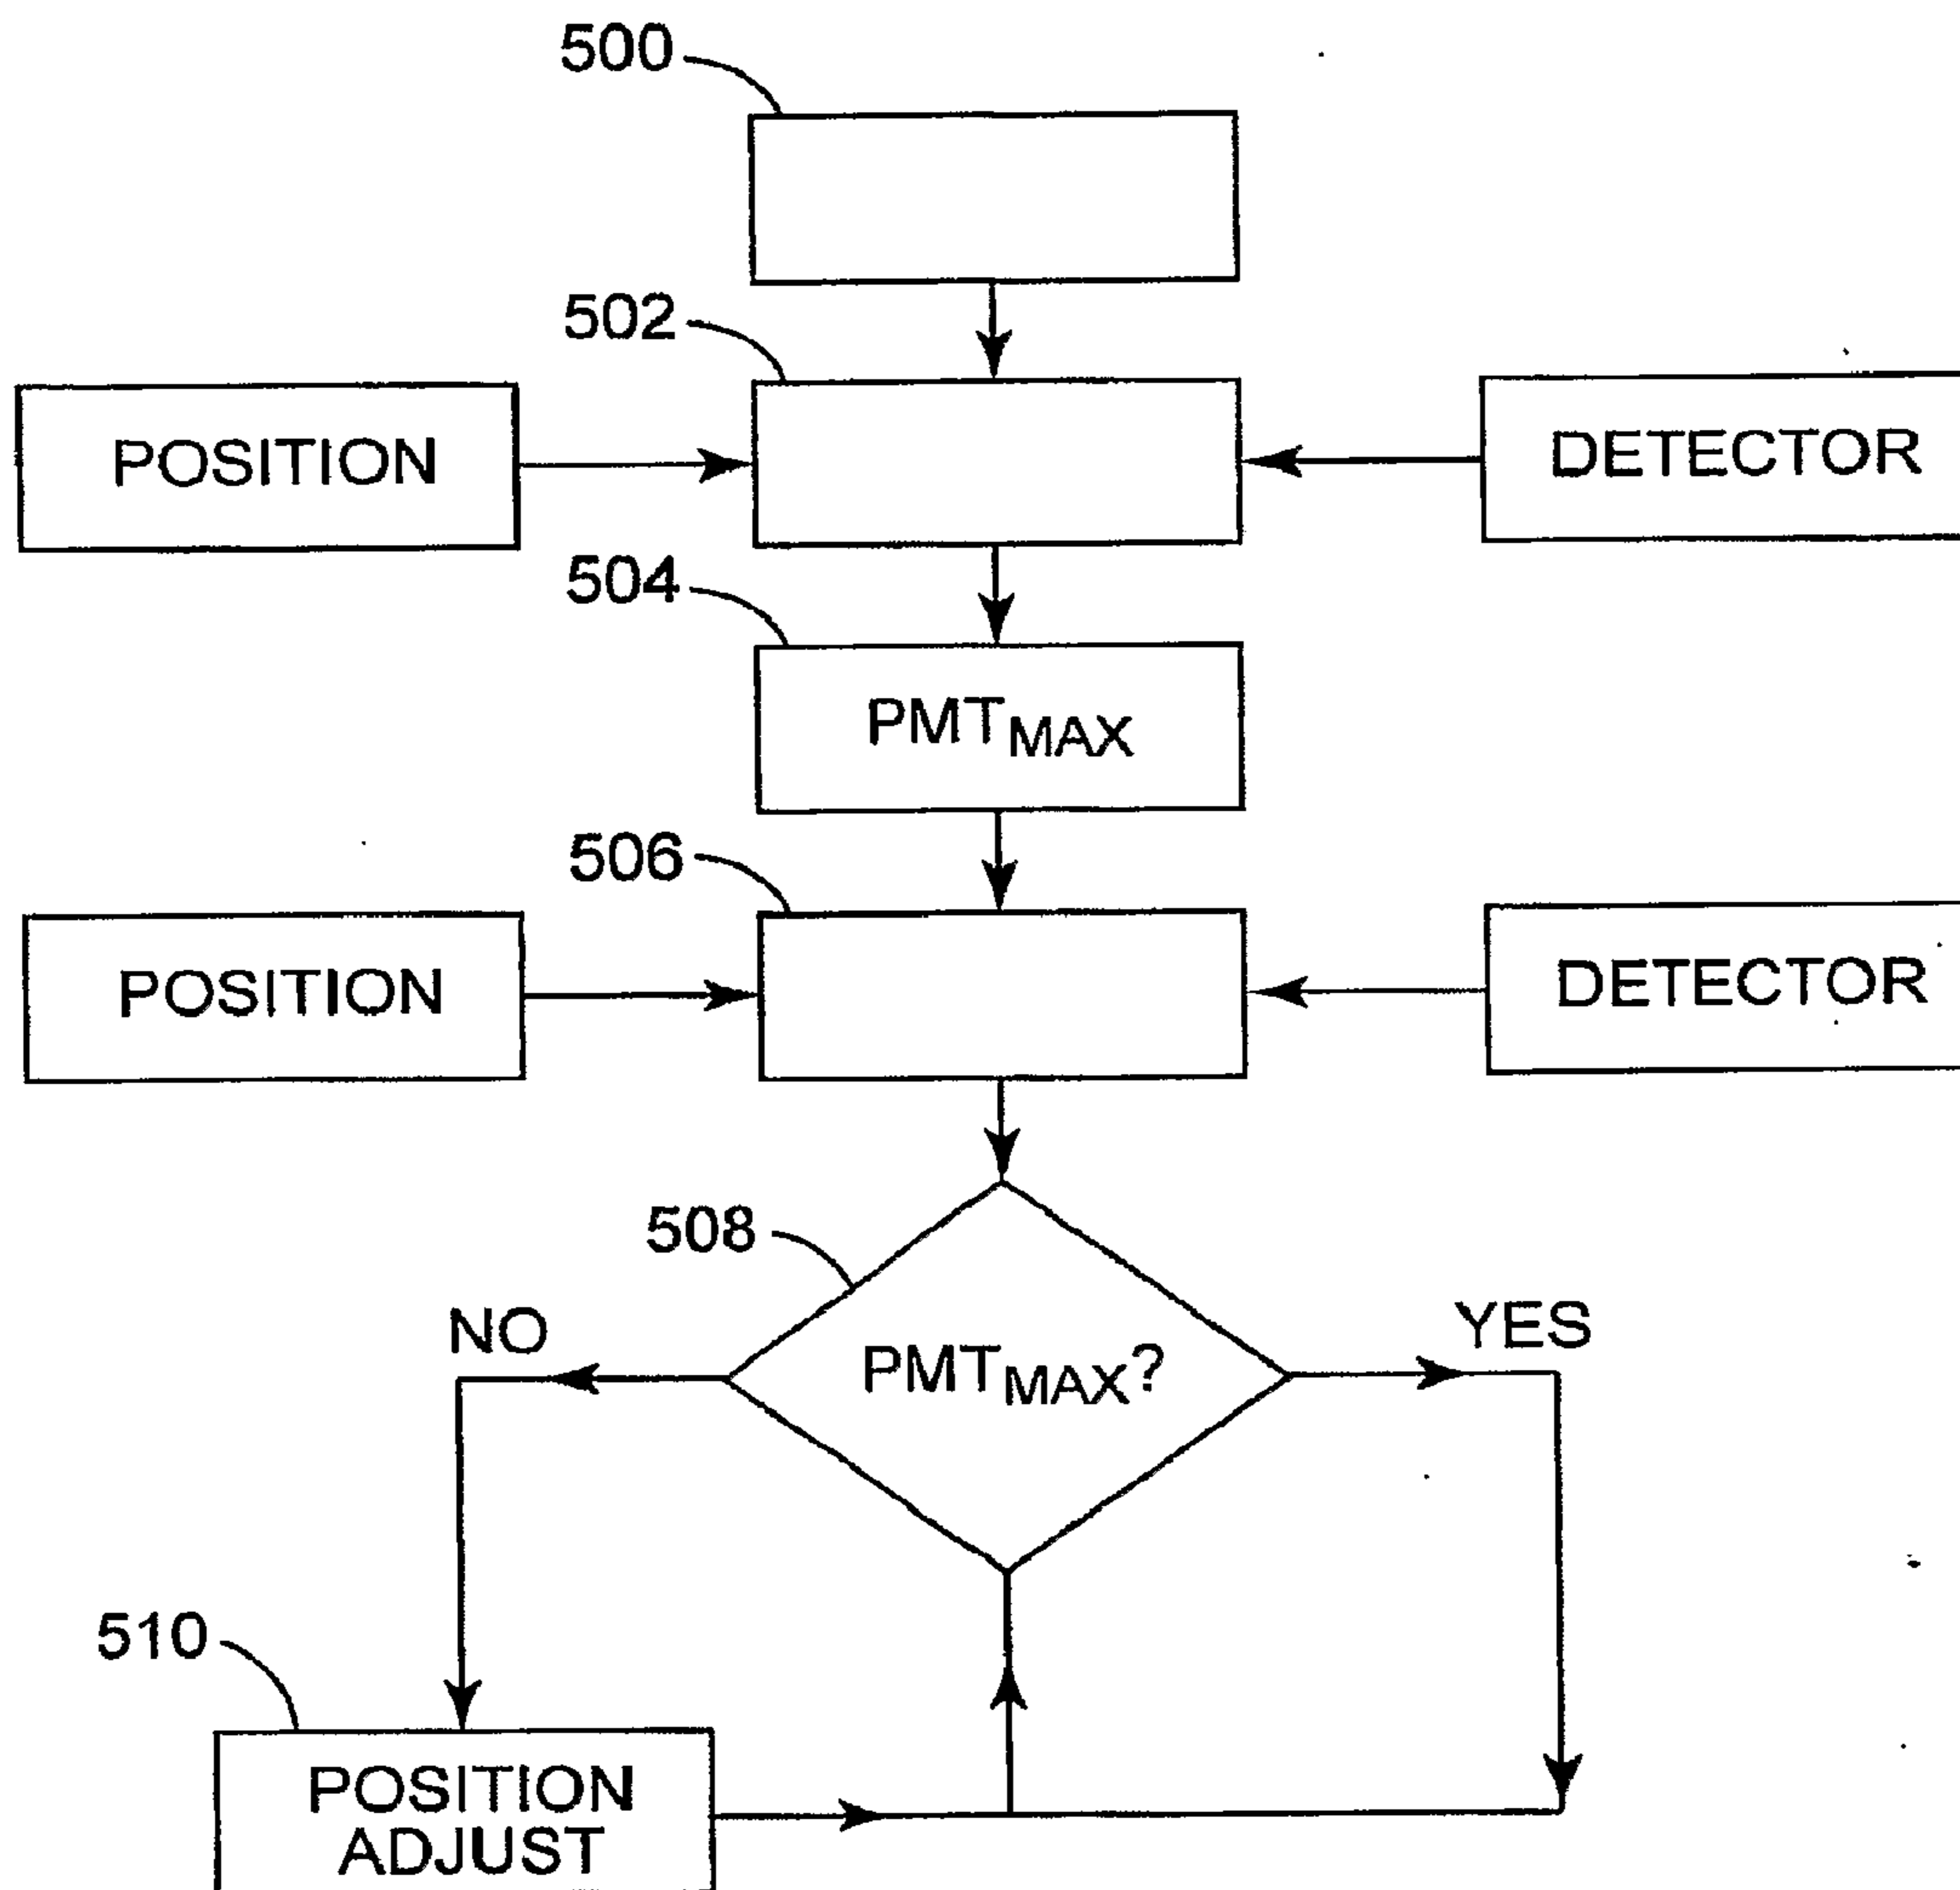 500
502
POSITION
DETECTOR
504
PMTMAX
506
POSITION
DETECTOR
508
NO
PMTMAX?
YES
510
POSITION
ADJUST